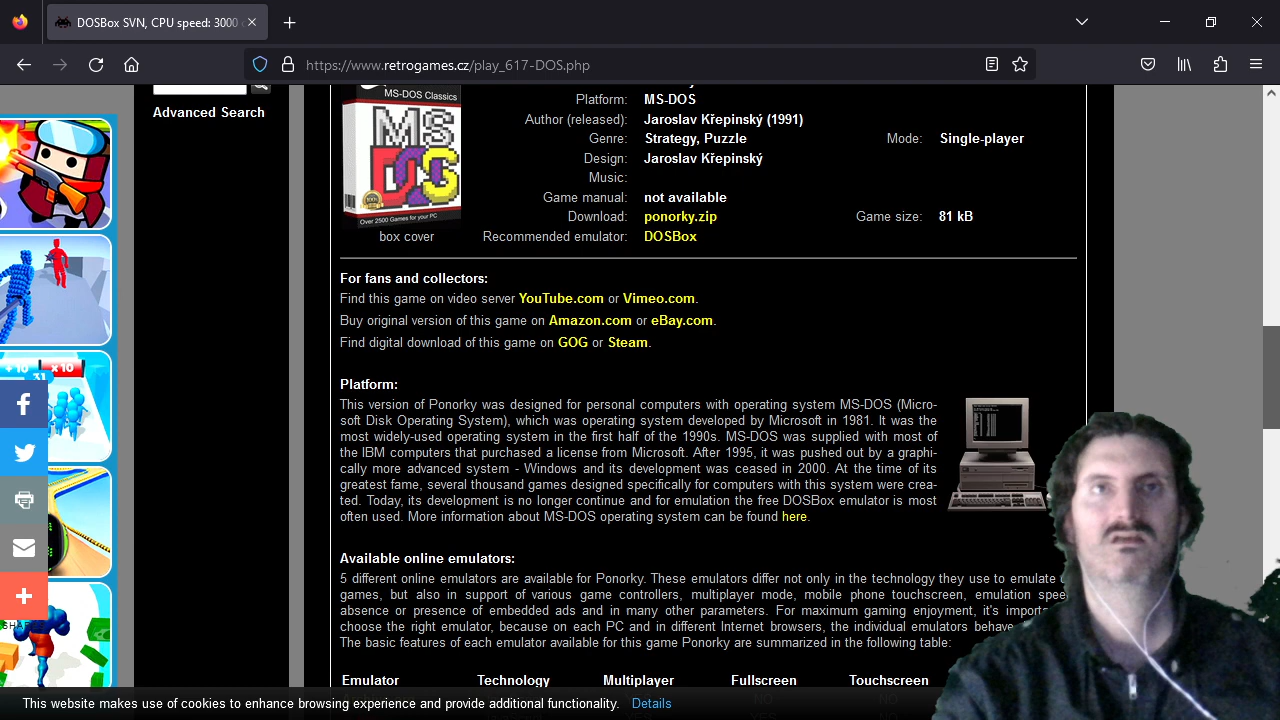 DOSBox SVN, CPU speed: 3000
https://www.retrogames.cz/play_617-DOS.php
Advanced Search
MS-DOS Classics
MS
DOS
Over 2500 Games for your PC
box cover
Platform: MS-DOS
Author (released): Jaroslav Křepinský (1991)
Genre: Strategy, Puzzle Mode: Single-player
Design: Jaroslav Křepinský
Music:
Game manual: not available
Download: ponorky.zip Game size: 81 kB
Recommended emulator: DOSBox
For fans and collectors:
Find this game on video server YouTube.com or Vimeo.com.
Buy original version of this game on Amazon.com or eBay.com.
Find digital download of this game on GOG or Steam.
Platform:
This version of Ponorky was designed for personal computers with operating system MS-DOS (Micro-
soft Disk Operating System), which was operating system developed by Microsoft in 1981. It was the
most widely-used operating system in the first half of the 1990s. MS-DOS was supplied with most of
the IBM computers that purchased a license from Microsoft. After 1995, it was pushed out by a graphi-
cally more advanced system - Windows and its development was ceased in 2000. At the time of its
greatest fame, several thousand games designed specifically for computers with this system were crea-
ted. Today, its development is no longer continue and for emulation the free DOSBox emulator is most
often used. More information about MS-DOS operating system can be found here.
Available online emulators:
5 different online emulators are available for Ponorky. These emulators differ not only in the technology they use to emulate
games, but also in support of various game controllers, multiplayer mode, mobile phone touchscreen, emulation
absence or presence of embedded ads and in many other parameters. For maximum gaming enjoyment, it's
choose the right emulator, because on each PC and in different Internet browsers, the individual emulators
The basic features of each emulator available for this game Ponorky are summarized in the following table:
Emulator Technology Multiplayer Fullscreen Touchscreen
x10
This website makes use of cookies to enhance browsing experience and provide additional functionality. Details